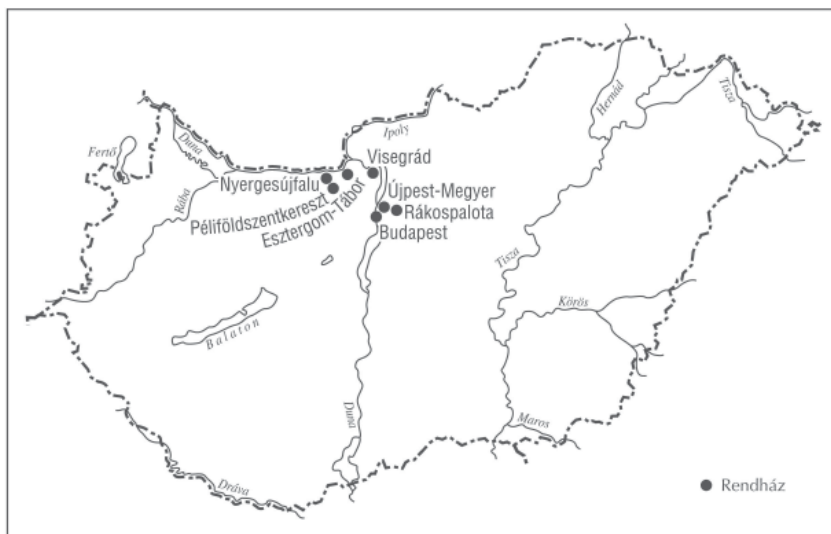 Hernád
Tisza
Ipoly
Duna
Fertő
Visegrád
Nyergesújfalu
Rába
Újpest-Megyer
Péliföldszentkereszt
Rákospalota
Esztergom-Tábor
Budapest
Tisza
Körös
Balaton
Duna
Maros
Dráva
Rendház